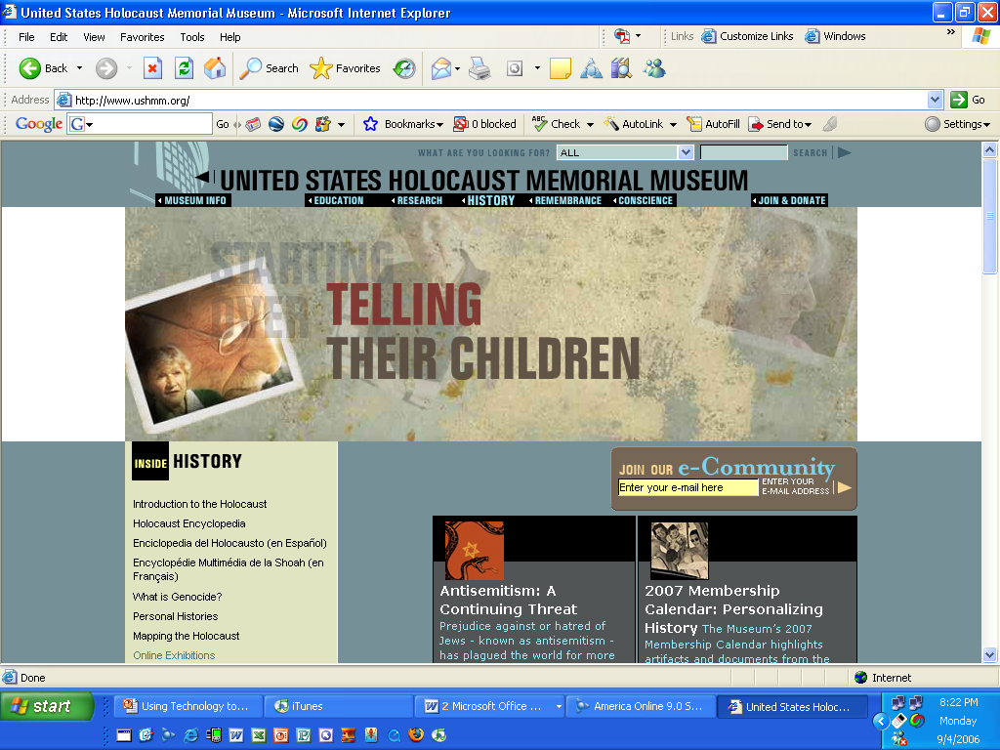 United States Holocaust Memorial Museum - Microsoft Internet Explorer
File Edit View Favorites Tools Help
Links Customize Links Windows
Back Search Favorites
Address http://www.ushmm.org/ Go
Google G Go Bookmarks 0 blocked ABC Check AutoLink AutoFill Send to Settings
WHAT ARE YOU LOOKING FOR? ALL SEARCH
UNITED STATES HOLOCAUST MEMORIAL MUSEUM
MUSEUM INFO EDUCATION RESEARCH HISTORY REMEMBRANCE CONSCIENCE JOIN & DONATE
STARTING
OVER
TELLING
THEIR CHILDREN
INSIDE HISTORY
Introduction to the Holocaust
Holocaust Encyclopedia
Enciclopedia del Holocausto (en Español)
Encyclopédie Multimédia de la Shoah (en
Français)
What is Genocide?
Personal Histories
Mapping the Holocaust
Online Exhibitions
JOIN OUR e-Community
Enter your e-mail here
ENTER YOUR
E-MAIL ADDRESS
Antisemitism: A
Continuing Threat
Prejudice against or hatred of
Jews - known as antisemitism -
has plagued the world for more
2007 Membership
Calendar: Personalizing
History The Museum's 2007
Membership Calendar highlights
artifacts and documents from the
Done Internet
start Using Technology to... iTunes 2 Microsoft Office ... America Online 9.0 S... United States Holoc...
8:22 PM
Monday
9/4/2006